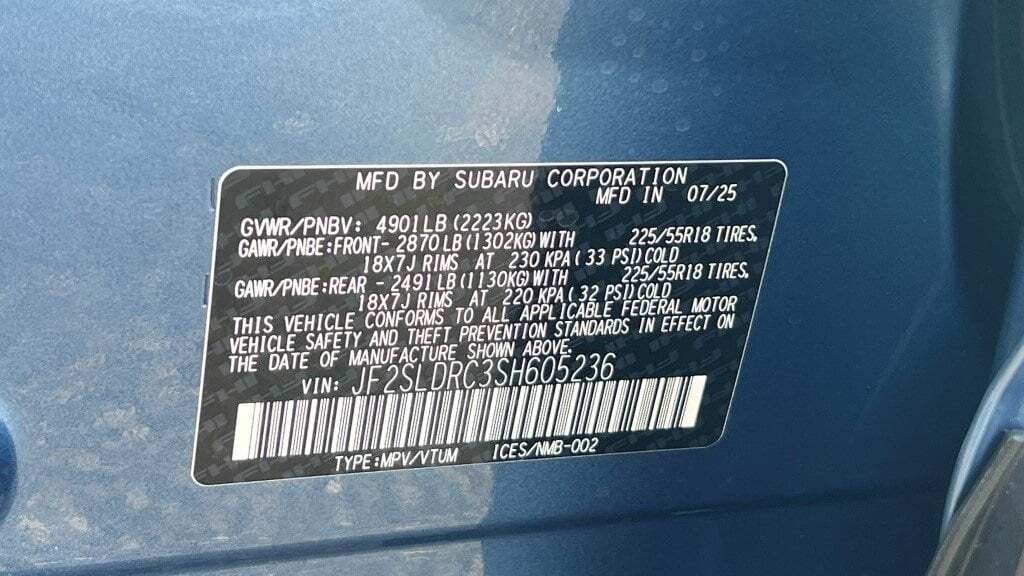 MFD BY SUBARU CORPORATION
MFD IN 07/25
GVWR/PNBV: 4901LB(2223KG)
GAWR/PNBE:FRONT- 2870LB(1302KG)WITH 225/55R18 TIRES,
18X7J RIMS AT 230 KPA(33 PSI)COLD
GAWR/PNBE:REAR - 2491LB(1130KG)WITH 225/55R18 TIRES,
18X7J RIMS AT 220 KPA(32 PSI)COLD
THIS VEHICLE CONFORMS TO ALL APPLICABLE FEDERAL MOTOR
VEHICLE SAFETY AND THEFT PREVENTION STANDARDS IN EFFECT ON
THE DATE OF MANUFACTURE SHOWN ABOVE.
VIN: JF2SLDRC3SH605236
TYPE:MPV/VTUM ICES/NMB-002